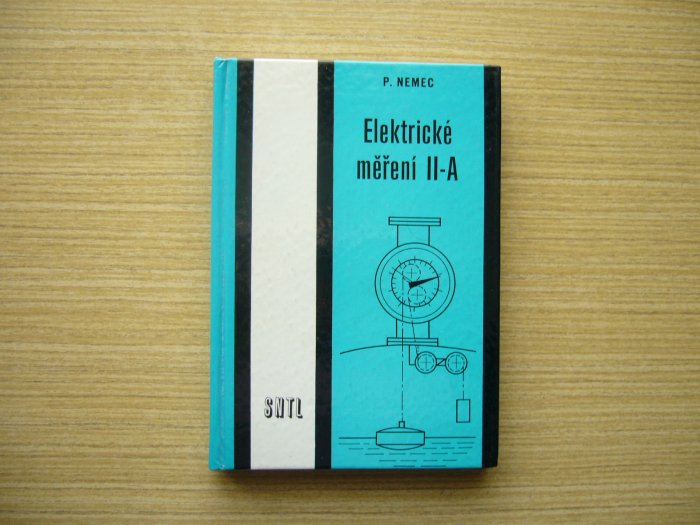 P. NEMEC
Elektrické
měření II-A
SNTL